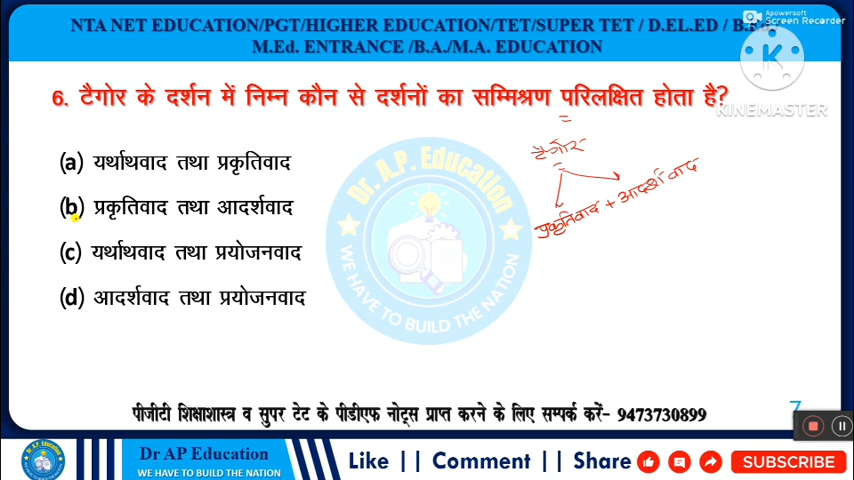 NTA NET EDUCATION/PGT/HIGHER EDUCATION/TET/SUPER TET / D.EL.ED / B.Ed.
M.Ed. ENTRANCE /B.A./M.A. EDUCATION
Apowersoft
Screen Recorder
K
KINEMASTER
6. टैगोर के दर्शन में निम्न कौन से दर्शनों का सम्मिश्रण परिलक्षित होता है?
टैगोर
प्रकृतिवाद + आदर्शवाद
(a) यर्थाथवाद तथा प्रकृतिवाद
(b) प्रकृतिवाद तथा आदर्शवाद
(c) यर्थाथवाद तथा प्रयोजनवाद
(d) आदर्शवाद तथा प्रयोजनवाद
Dr. A.P. Education
WE HAVE TO BUILD THE NATION
पीजीटी शिक्षाशास्त्र व सुपर टेट के पीडीएफ नोट्स प्राप्त करने के लिए सम्पर्क करें- 9473730899
7
Dr AP Education
WE HAVE TO BUILD THE NATION
Like || Comment || Share
SUBSCRIBE